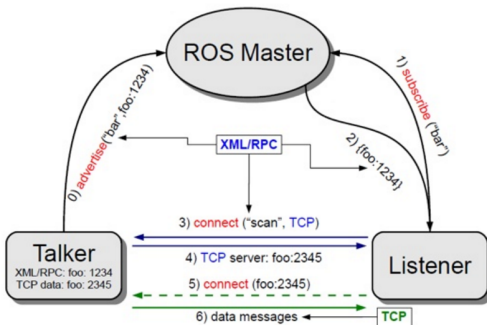 ROS Master
0) advertise("bar",foo:1234)
1) subscribe ("bar")
XML/RPC
2) {foo:1234}
3) connect ("scan", TCP)
Talker
XML/RPC: foo: 1234
TCP data: foo: 2345
4) TCP server: foo:2345
Listener
5) connect (foo:2345)
6) data messages
TCP